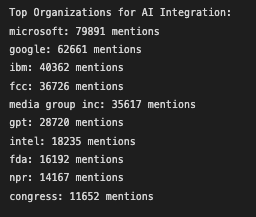 Top Organizations for AI Integration:
microsoft: 79891 mentions
google: 62661 mentions
ibm: 40362 mentions
fcc: 36726 mentions
media group inc: 35617 mentions
gpt: 28720 mentions
intel: 18235 mentions
fda: 16192 mentions
npr: 14167 mentions
congress: 11652 mentions